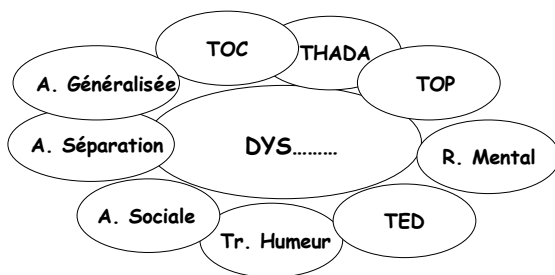 TOC
THADA
A. Généralisée
TOP
A. Séparation
DYS.........
R. Mental
A. Sociale
TED
Tr. Humeur